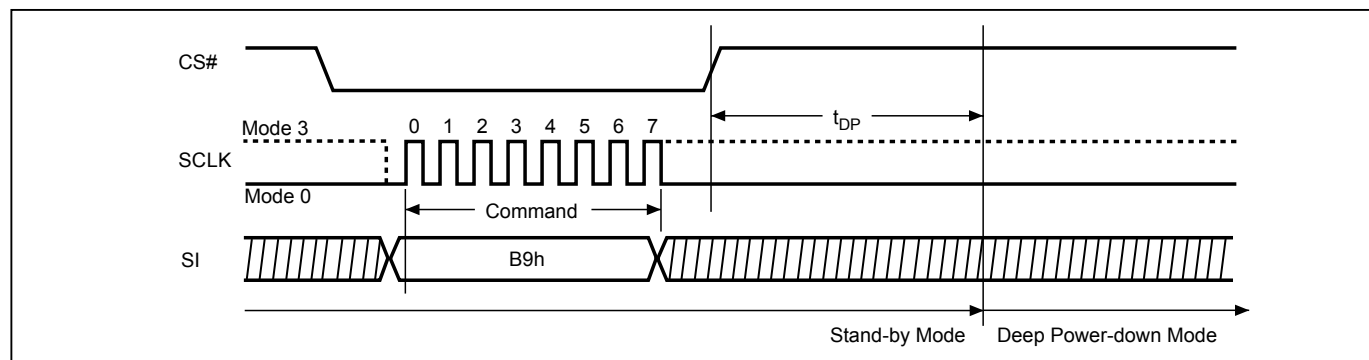 CS#
tDP
Mode 3
0 1 2 3 4 5 6 7
SCLK
Mode 0
Command
SI
B9h
Stand-by Mode
Deep Power-down Mode